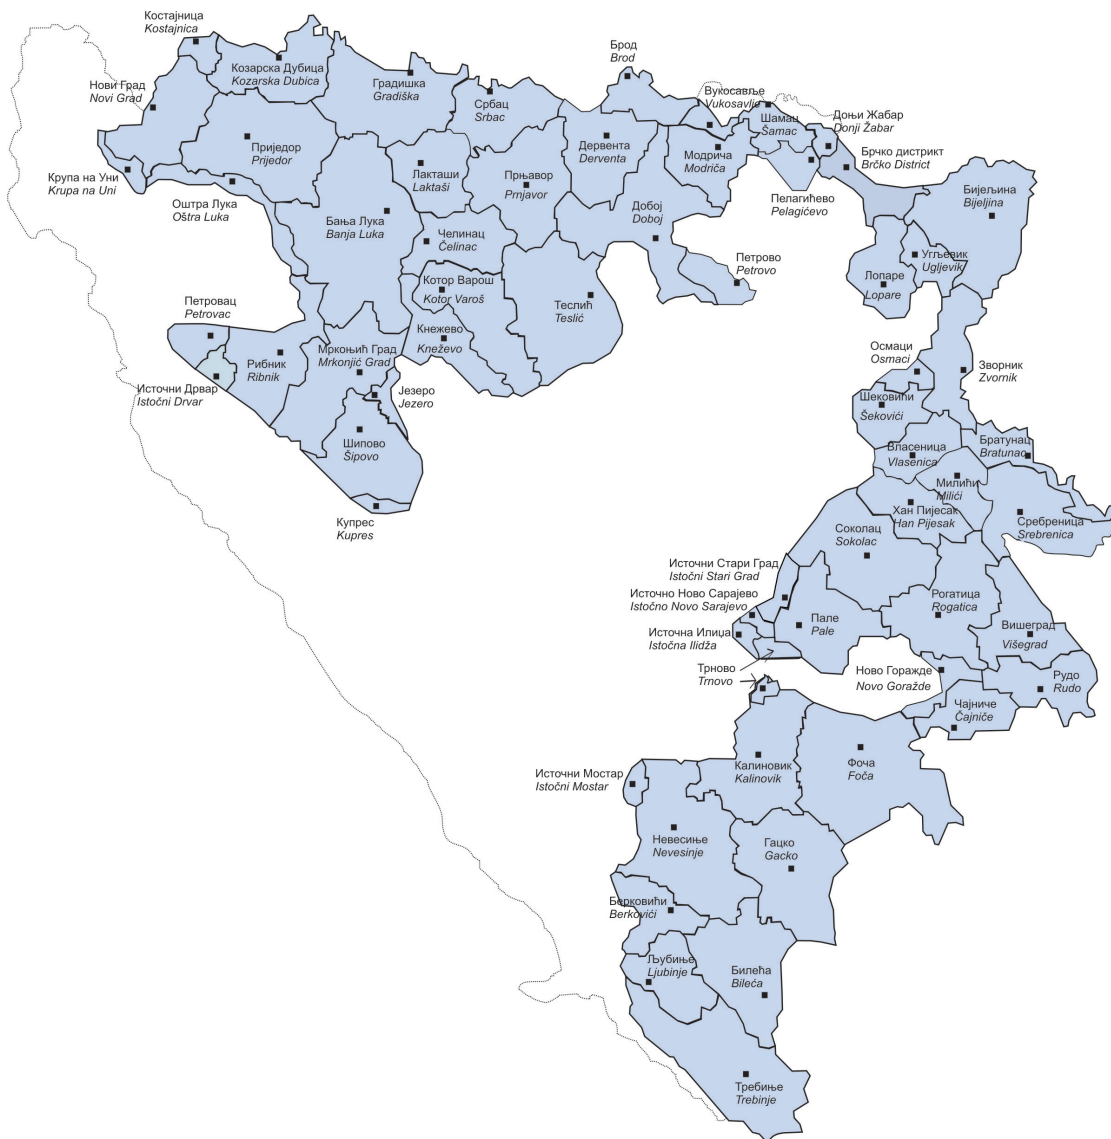 Костајница
Kostajnica
Козарска Дубица
Kozarska Dubica
Градишка
Gradiška
Брод
Brod
Нови Град
Novi Grad
Србац
Srbac
Вукосавље
Vukosavlje
Шамац
Šamac
Доњи Жабар
Donji Žabar
Приједор
Prijedor
Дервента
Derventa
Модрича
Modriča
Брчко дистрикт
Brčko District
Крупа на Уни
Krupa na Uni
Лакташи
Laktaši
Прњавор
Prnjavor
Пелагићево
Pelagićevo
Бијељина
Bijeljina
Оштра Лука
Oštra Luka
Бања Лука
Banja Luka
Добој
Doboj
Челинац
Čelinac
Угљевик
Ugljevik
Петрово
Petrovo
Лопаре
Lopare
Котор Варош
Kotor Varoš
Теслић
Teslić
Петровац
Petrovac
Кнежево
Kneževo
Мркоњић Град
Mrkonjić Grad
Рибник
Ribnik
Осмаци
Osmaci
Зворник
Zvornik
Источни Дрвар
Istočni Drvar
Језеро
Jezero
Шековићи
Šekovići
Шипово
Šipovo
Власеница
Vlasenica
Братунац
Bratunac
Милићи
Milići
Купрес
Kupres
Хан Пијесак
Han Pijesak
Сребреница
Srebrenica
Соколац
Sokolac
Источни Стари Град
Istočni Stari Grad
Источно Ново Сарајево
Istočno Novo Sarajevo
Рогатица
Rogatica
Пале
Pale
Источна Илиџа
Istočna Ilidža
Вишеград
Višegrad
Трново
Trnovo
Ново Горажде
Novo Goražde
Рудо
Rudo
Чајниче
Čajniče
Калиновик
Kalinovik
Фоча
Foča
Источни Мостар
Istočni Mostar
Невесиње
Nevesinje
Гацко
Gacko
Берковићи
Berkovići
Љубиње
Ljubinje
Билећа
Bileća
Требиње
Trebinje